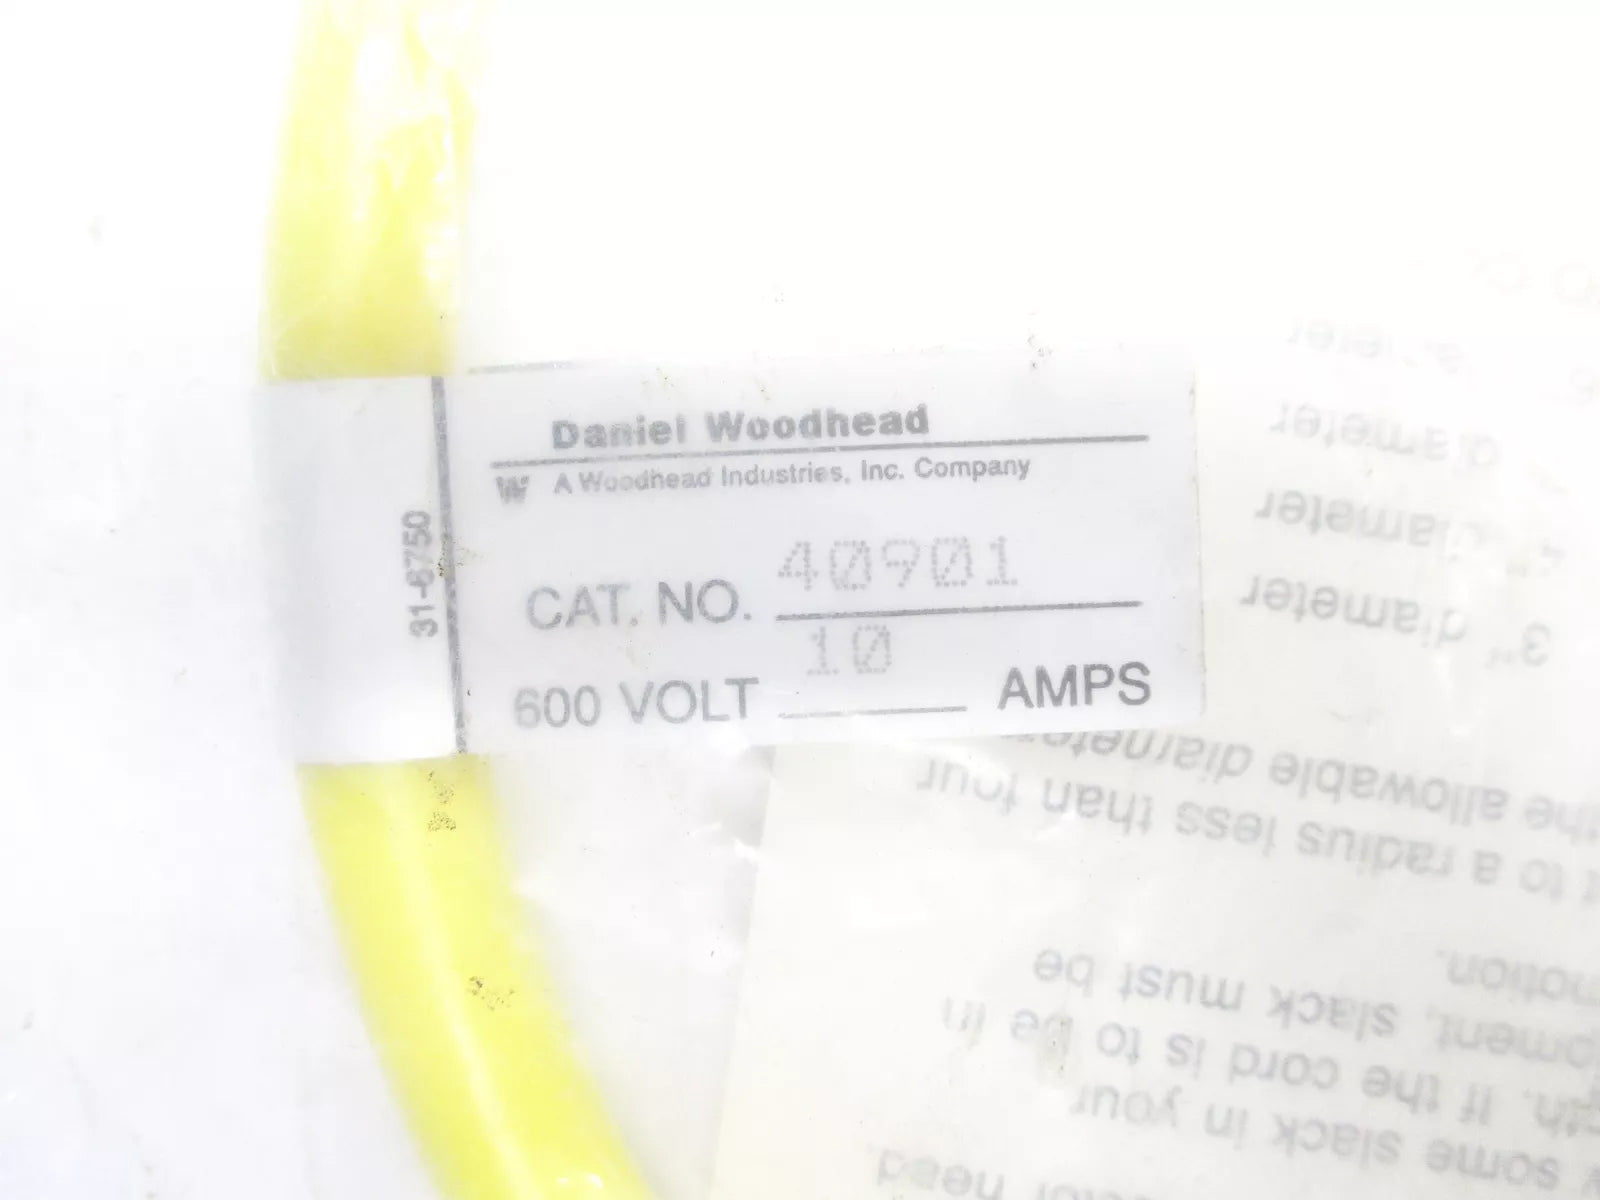 Daniel Woodhead
W A Woodhead Industries, Inc. Company
31-6750
CAT. NO. 40901
600 VOLT 10 AMPS
head.
some slack in your
If the cord is to be in
slack must be
motion.
to a radius less than four
the allowable
3" diameter
diameter
diameter